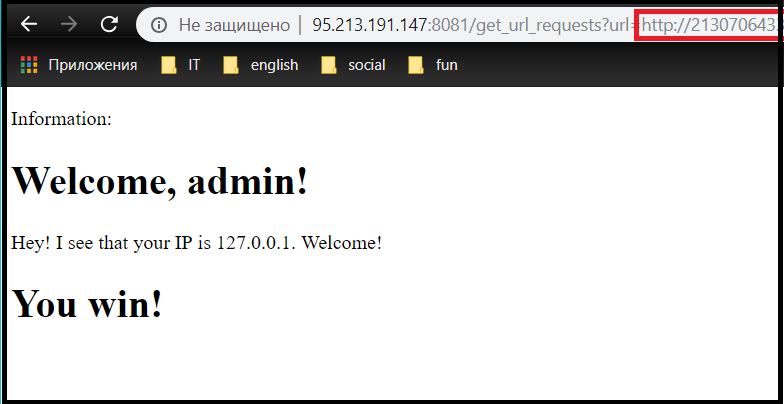 Не защищено | 95.213.191.147:8081/get_url_requests?url=http://213070643
Приложения IT english social fun
Information:
Welcome, admin!
Hey! I see that your IP is 127.0.0.1. Welcome!
You win!